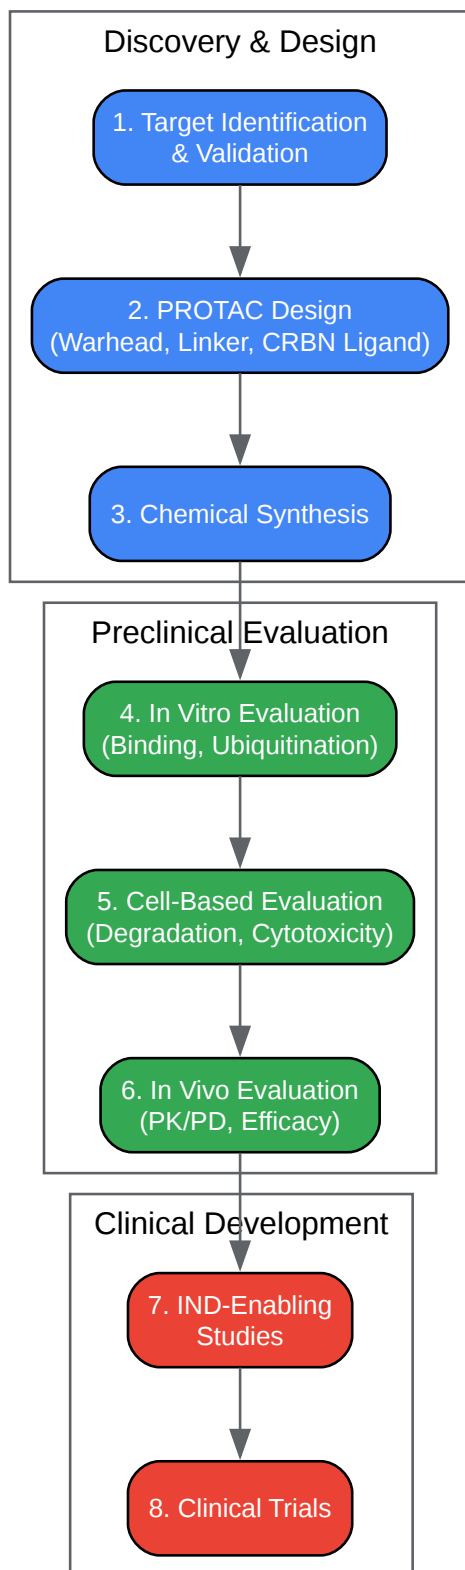 Discovery & Design
1. Target Identification
& Validation
2. PROTAC Design
(Warhead, Linker, CRBN Ligand)
3. Chemical Synthesis
Preclinical Evaluation
4. In Vitro Evaluation
(Binding, Ubiquitination)
5. Cell-Based Evaluation
(Degradation, Cytotoxicity)
6. In Vivo Evaluation
(PK/PD, Efficacy)
Clinical Development
7. IND-Enabling
Studies
8. Clinical Trials